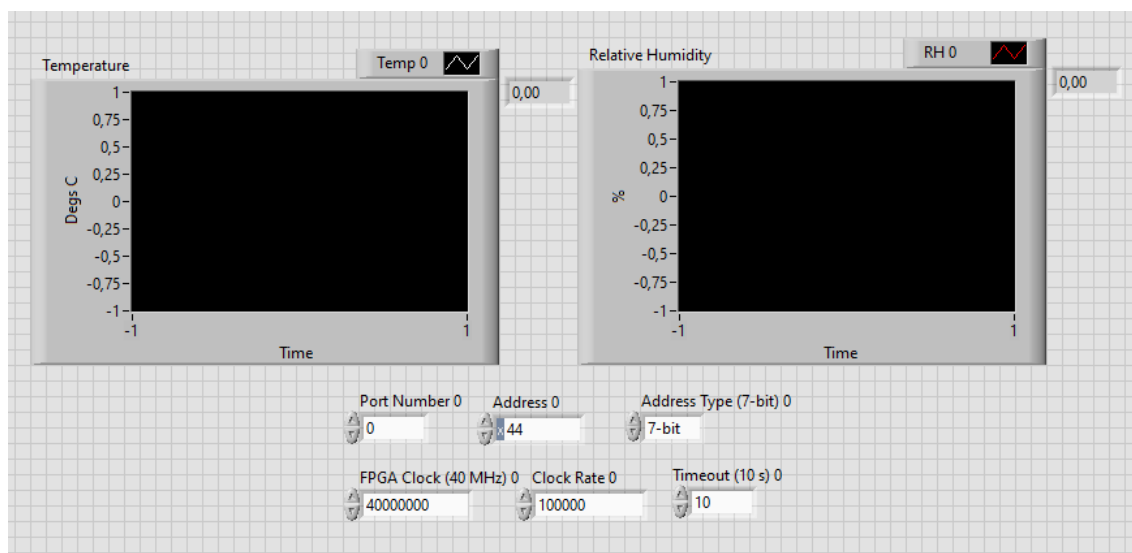 Temperature
Temp 0
0,00
1
0,75
0,5
0,25
0
-0,25
-0,5
-0,75
-1
Degs C
-1
1
Time
Relative Humidity
RH 0
0,00
1
0,75
0,5
0,25
0
-0,25
-0,5
-0,75
-1
%
-1
1
Time
Port Number 0
0
Address 0
x 44
Address Type (7-bit) 0
7-bit
FPGA Clock (40 MHz) 0
40000000
Clock Rate 0
100000
Timeout (10 s) 0
10